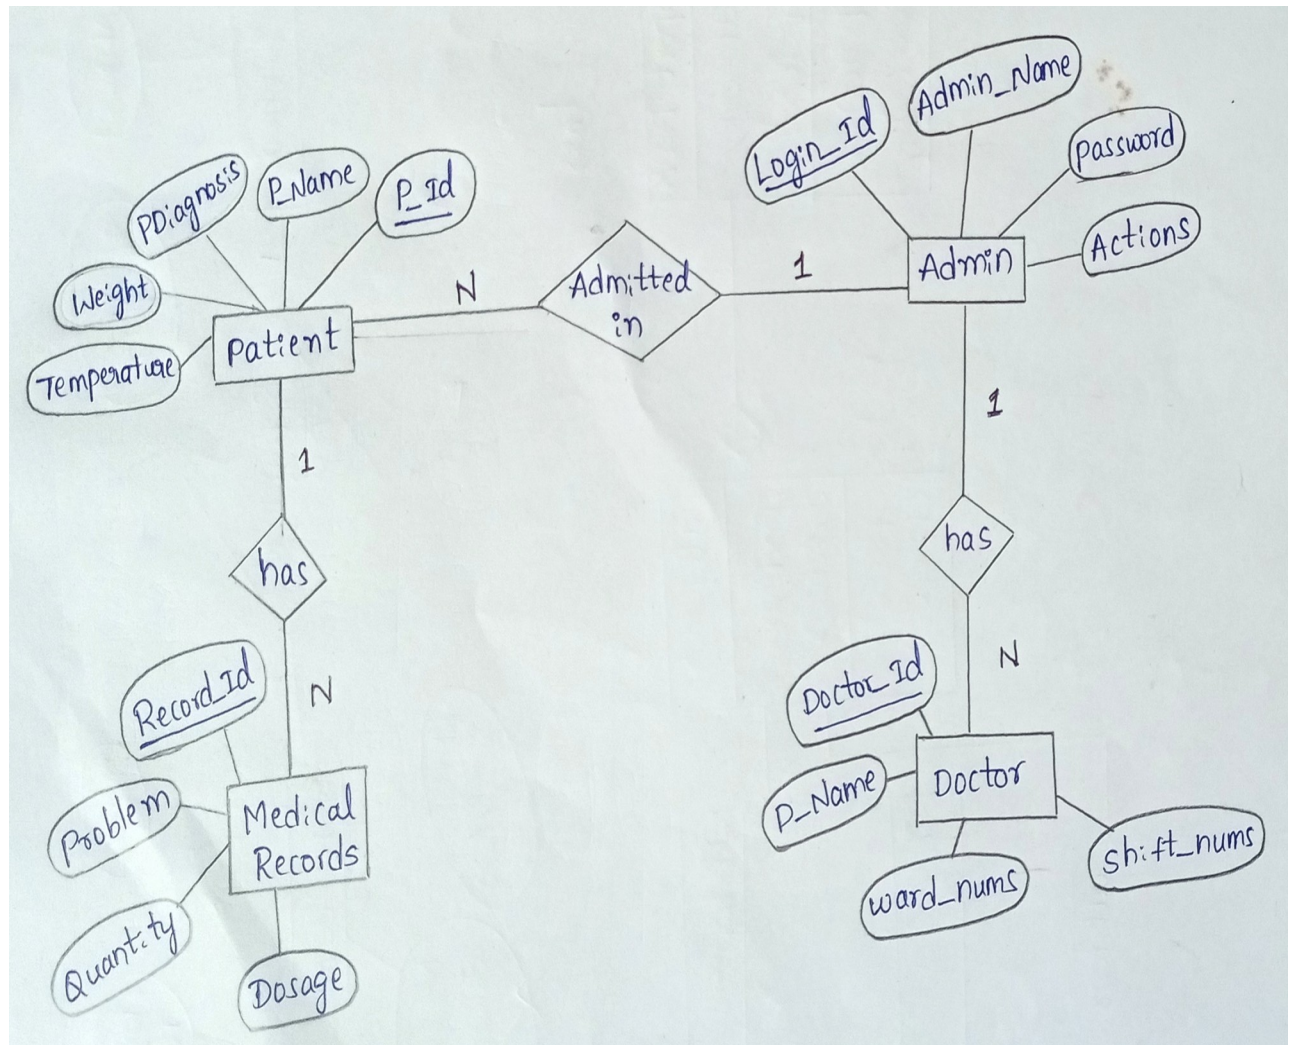 Admin_Name
Login_Id
password
PDiagnosis
P_Name
P_Id
Actions
Weight
Admitted
in
N
1
Admin
Temperature
Patient
1
1
has
has
Record_Id
N
Doctor_Id
N
Problem
Medical
Records
P_Name
Doctor
shift_nums
ward_nums
Quantity
Dosage